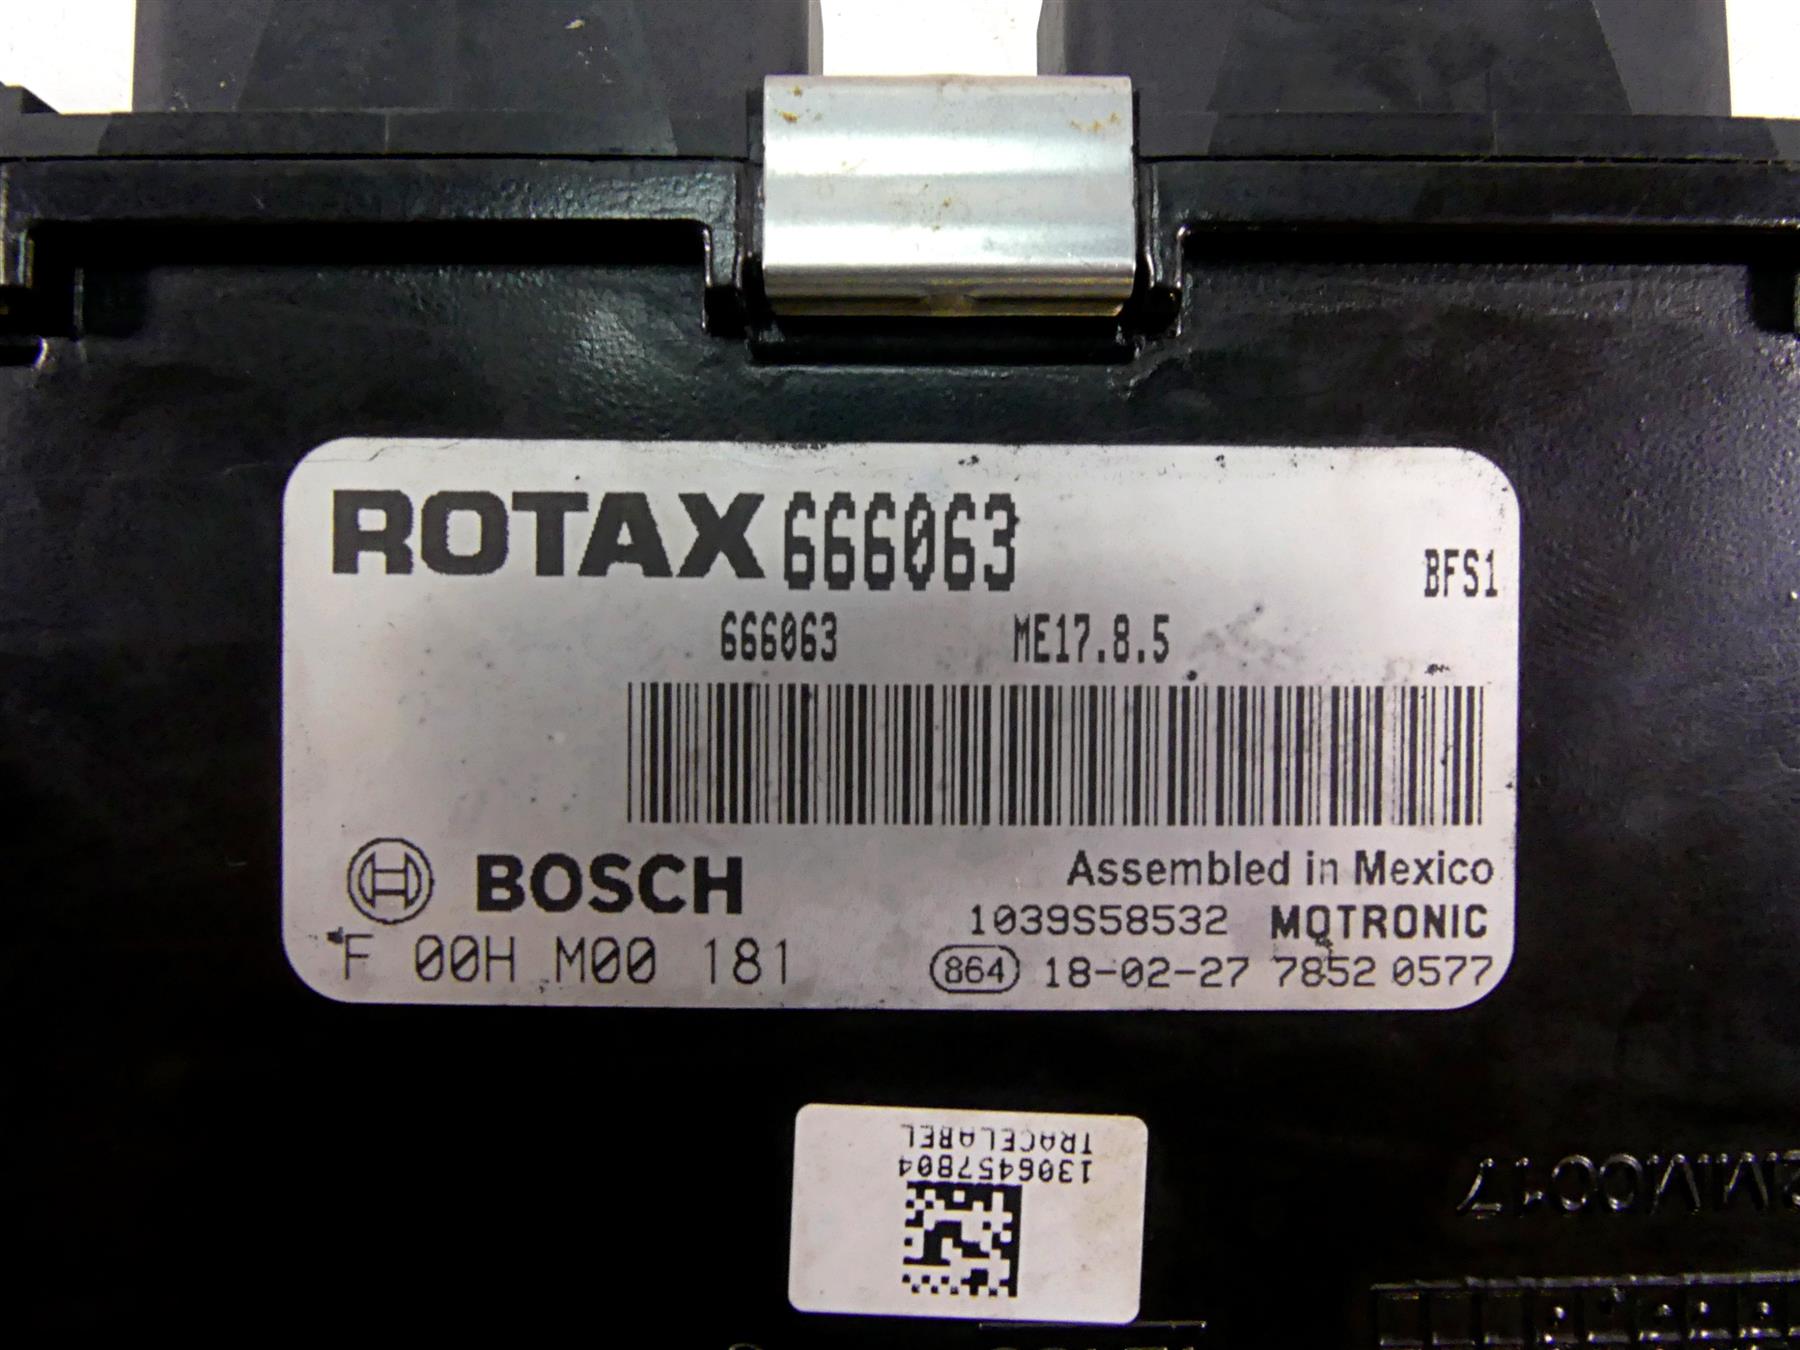 ROTAX 666063
BFS1
666063 ME17.8.5
BOSCH
Assembled in Mexico
1039S58532 MOTRONIC
F 00H M00 181
864 18-02-27 7852 0577
TRACELABEL
1306457804